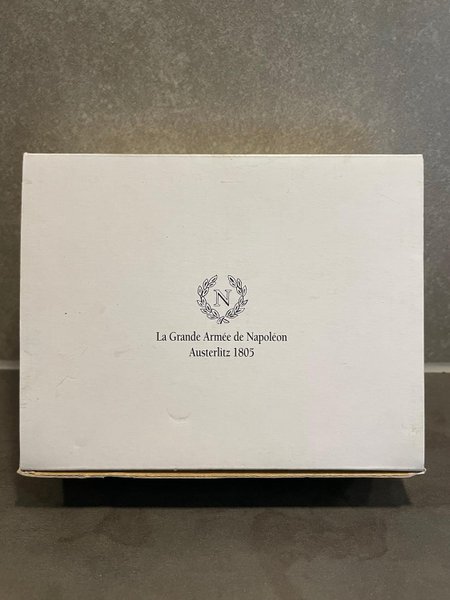 N
La Grande Armée de Napoléon
Austerlitz 1805